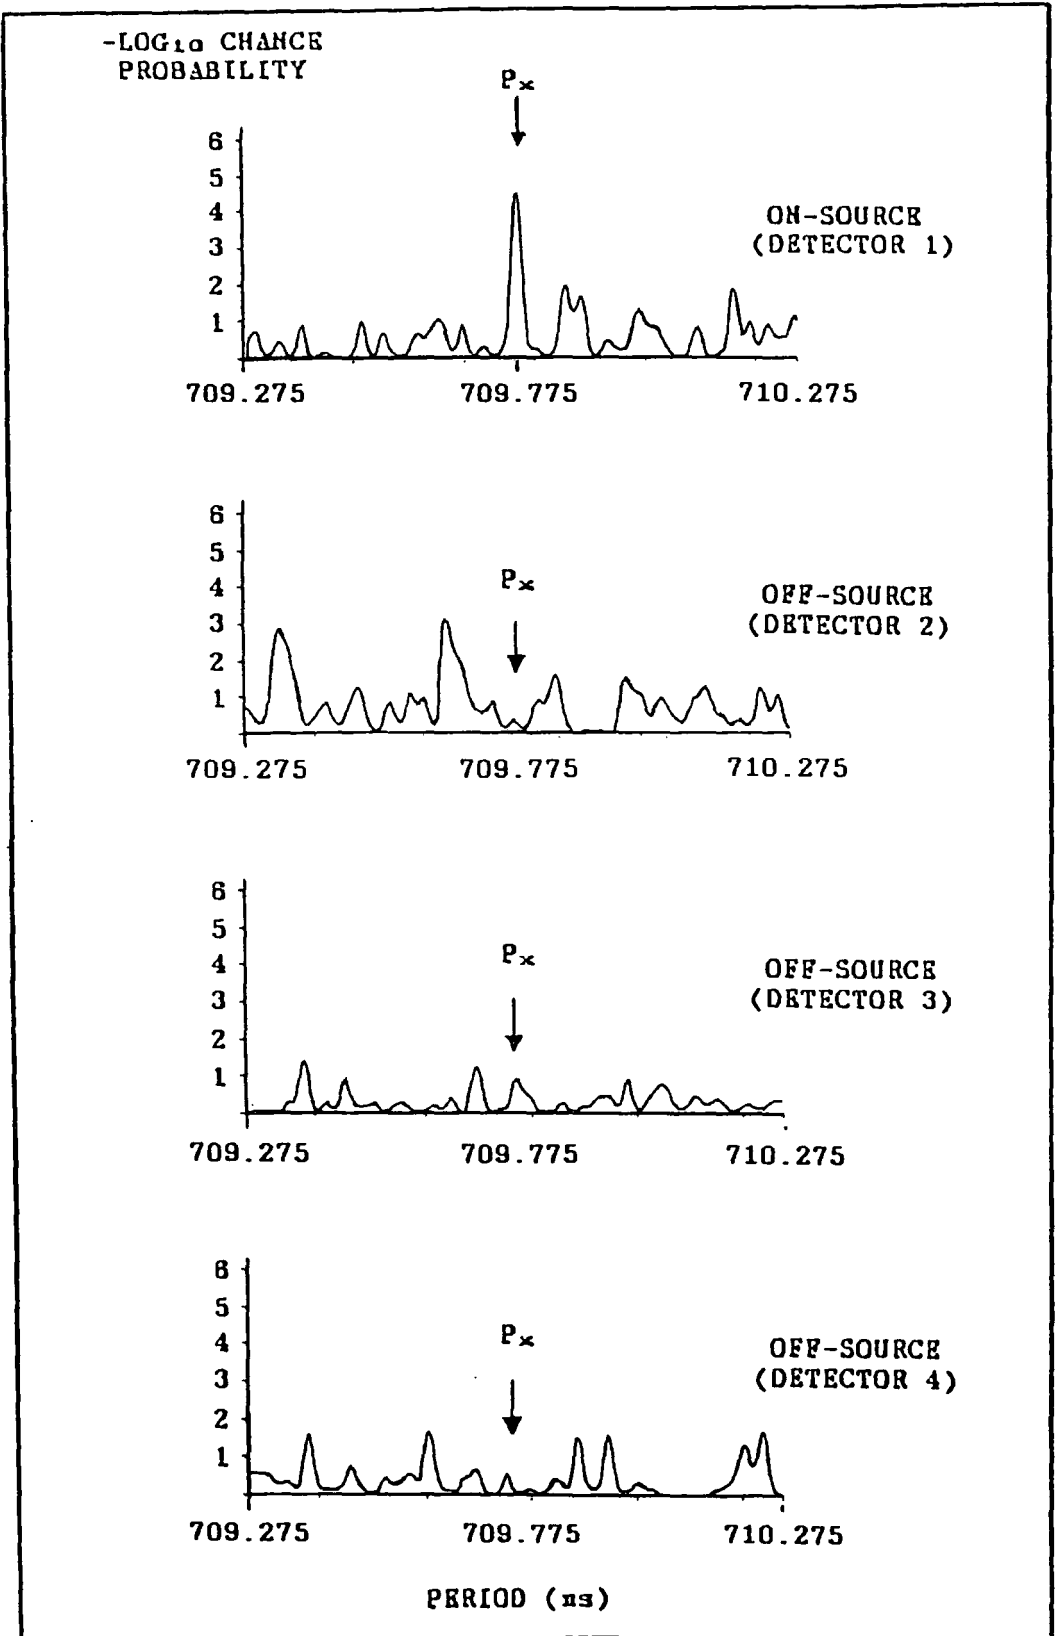 -LOG10 CHANCE
PROBABILITY
Px
6
5
4
3
2
1
ON-SOURCE
(DETECTOR 1)
709.275 709.775 710.275
6
5
4
3
2
1
Px
OFF-SOURCE
(DETECTOR 2)
709.275 709.775 710.275
6
5
4
3
2
1
Px
OFF-SOURCE
(DETECTOR 3)
709.275 709.775 710.275
6
5
4
3
2
1
Px
OFF-SOURCE
(DETECTOR 4)
709.275 709.775 710.275
PERIOD (ms)